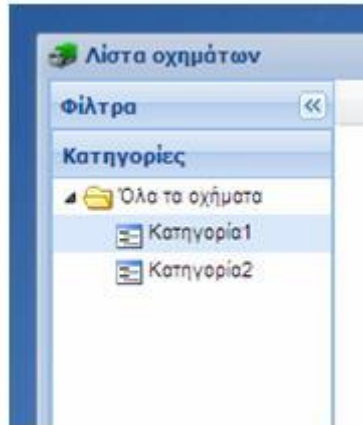 Λίστα οχημάτων
Φίλτρα
Κατηγορίες
Όλα τα οχήματα
Κατηγορία1
Κατηγορία2